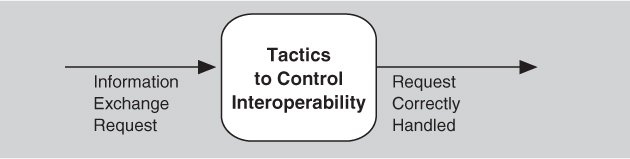 Information
Exchange
Request
Tactics
to Control
Interoperability
Request
Correctly
Handled